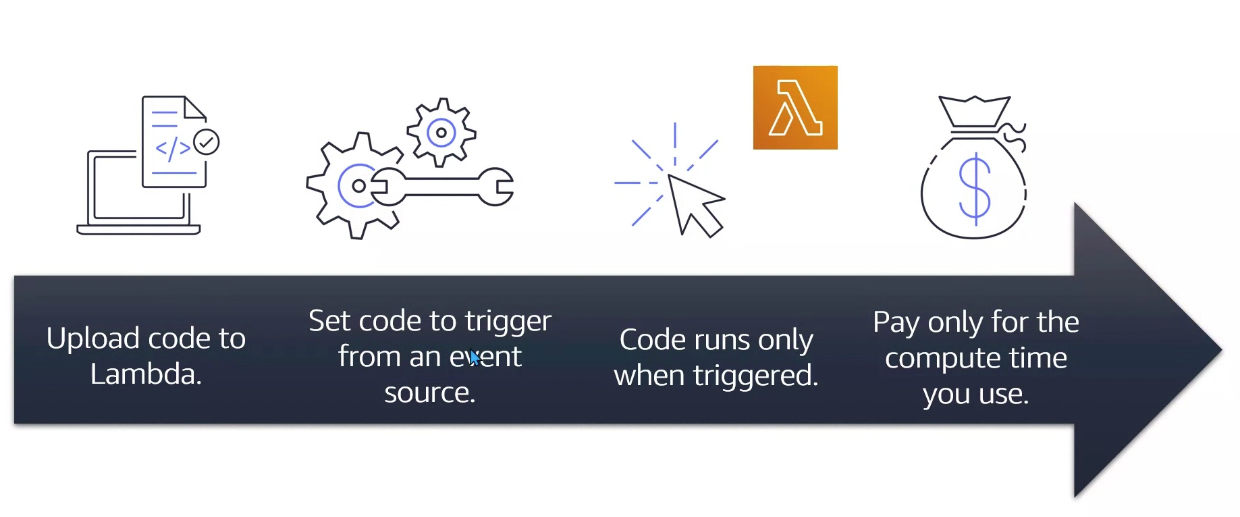 </>
Upload code to
Lambda.
Set code to trigger
from an event
source.
Code runs only
when triggered.
$
Pay only for the
compute time
you use.